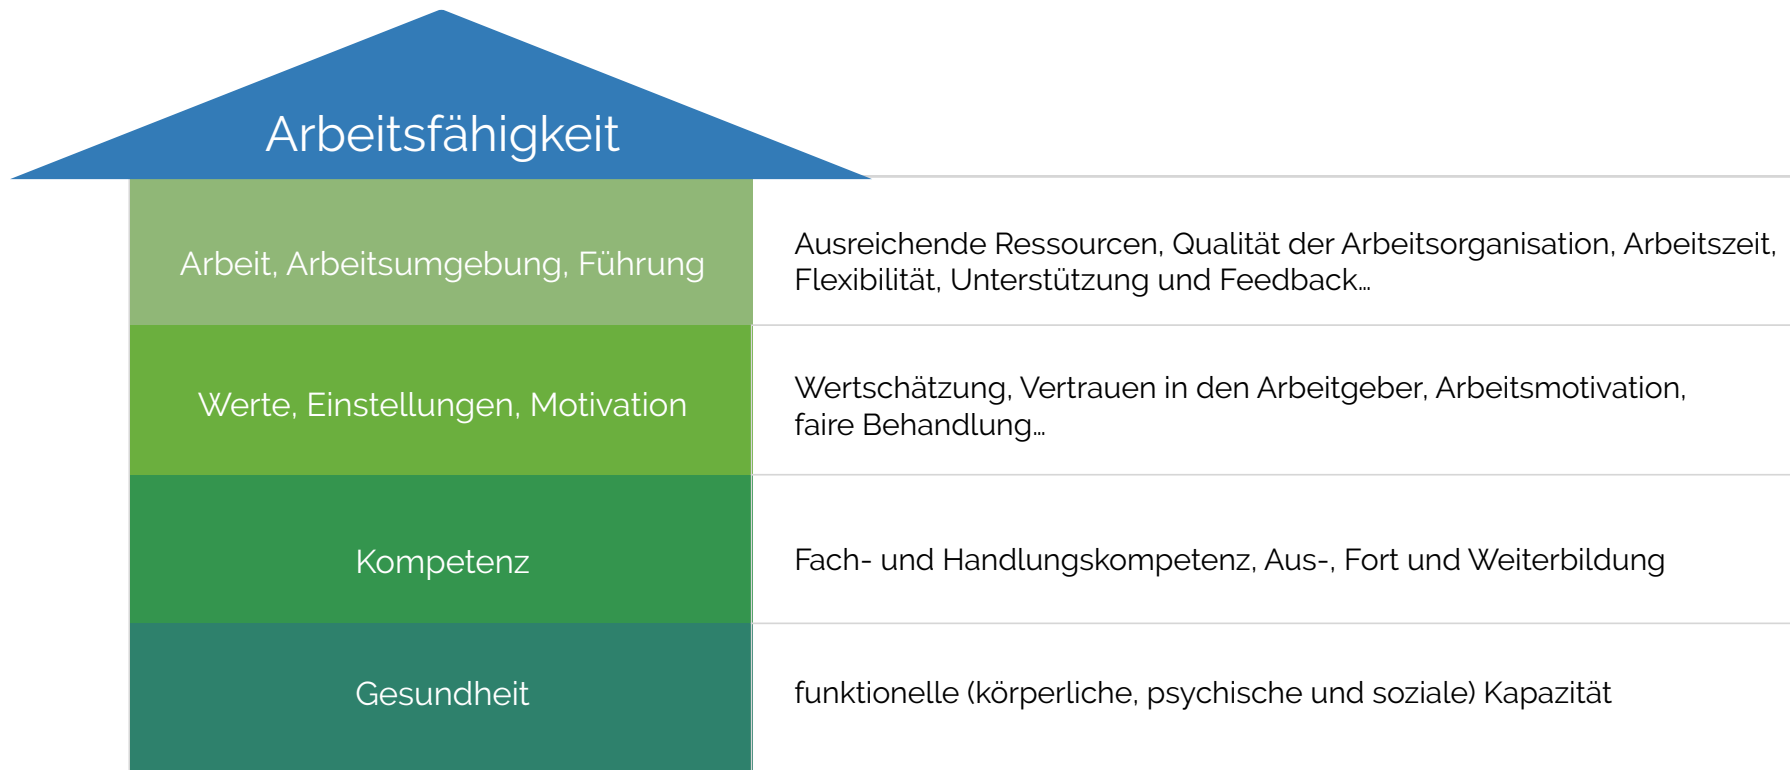 Arbeitsfähigkeit
Arbeit, Arbeitsumgebung, Führung
Ausreichende Ressourcen, Qualität der Arbeitsorganisation, Arbeitszeit,
Flexibilität, Unterstützung und Feedback…
Werte, Einstellungen, Motivation
Wertschätzung, Vertrauen in den Arbeitgeber, Arbeitsmotivation,
faire Behandlung…
Kompetenz
Fach- und Handlungskompetenz, Aus-, Fort und Weiterbildung
Gesundheit
funktionelle (körperliche, psychische und soziale) Kapazität